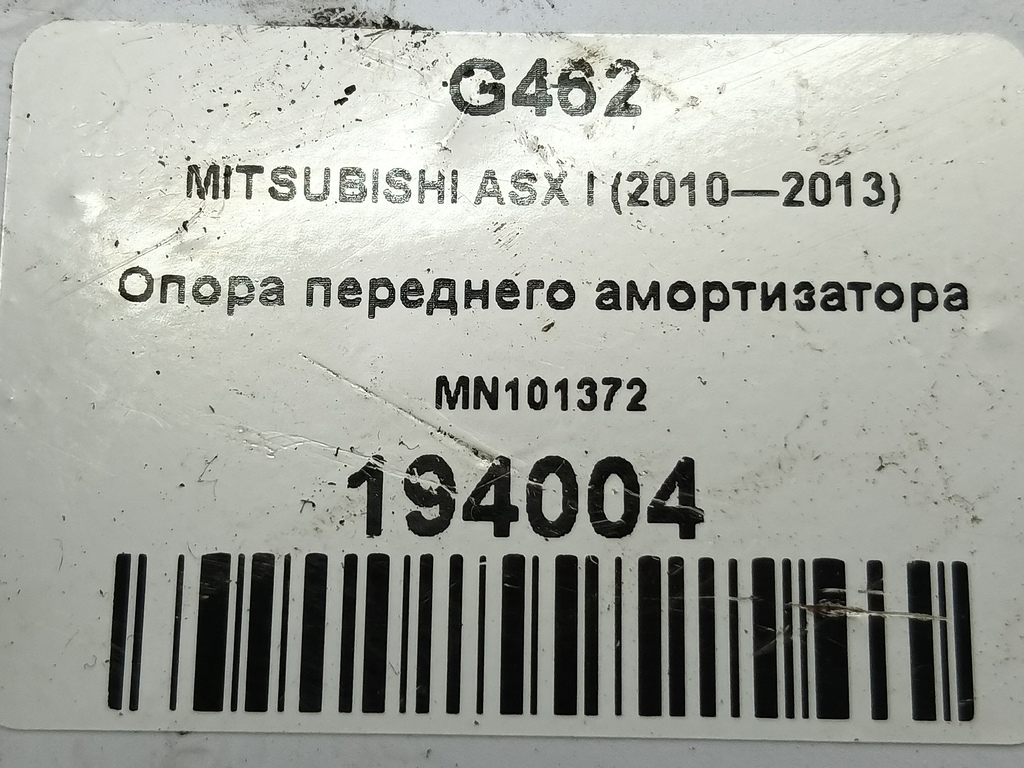 G462
MITSUBISHI ASX I (2010—2013)
Опора переднего амортизатора
MN101372
194004